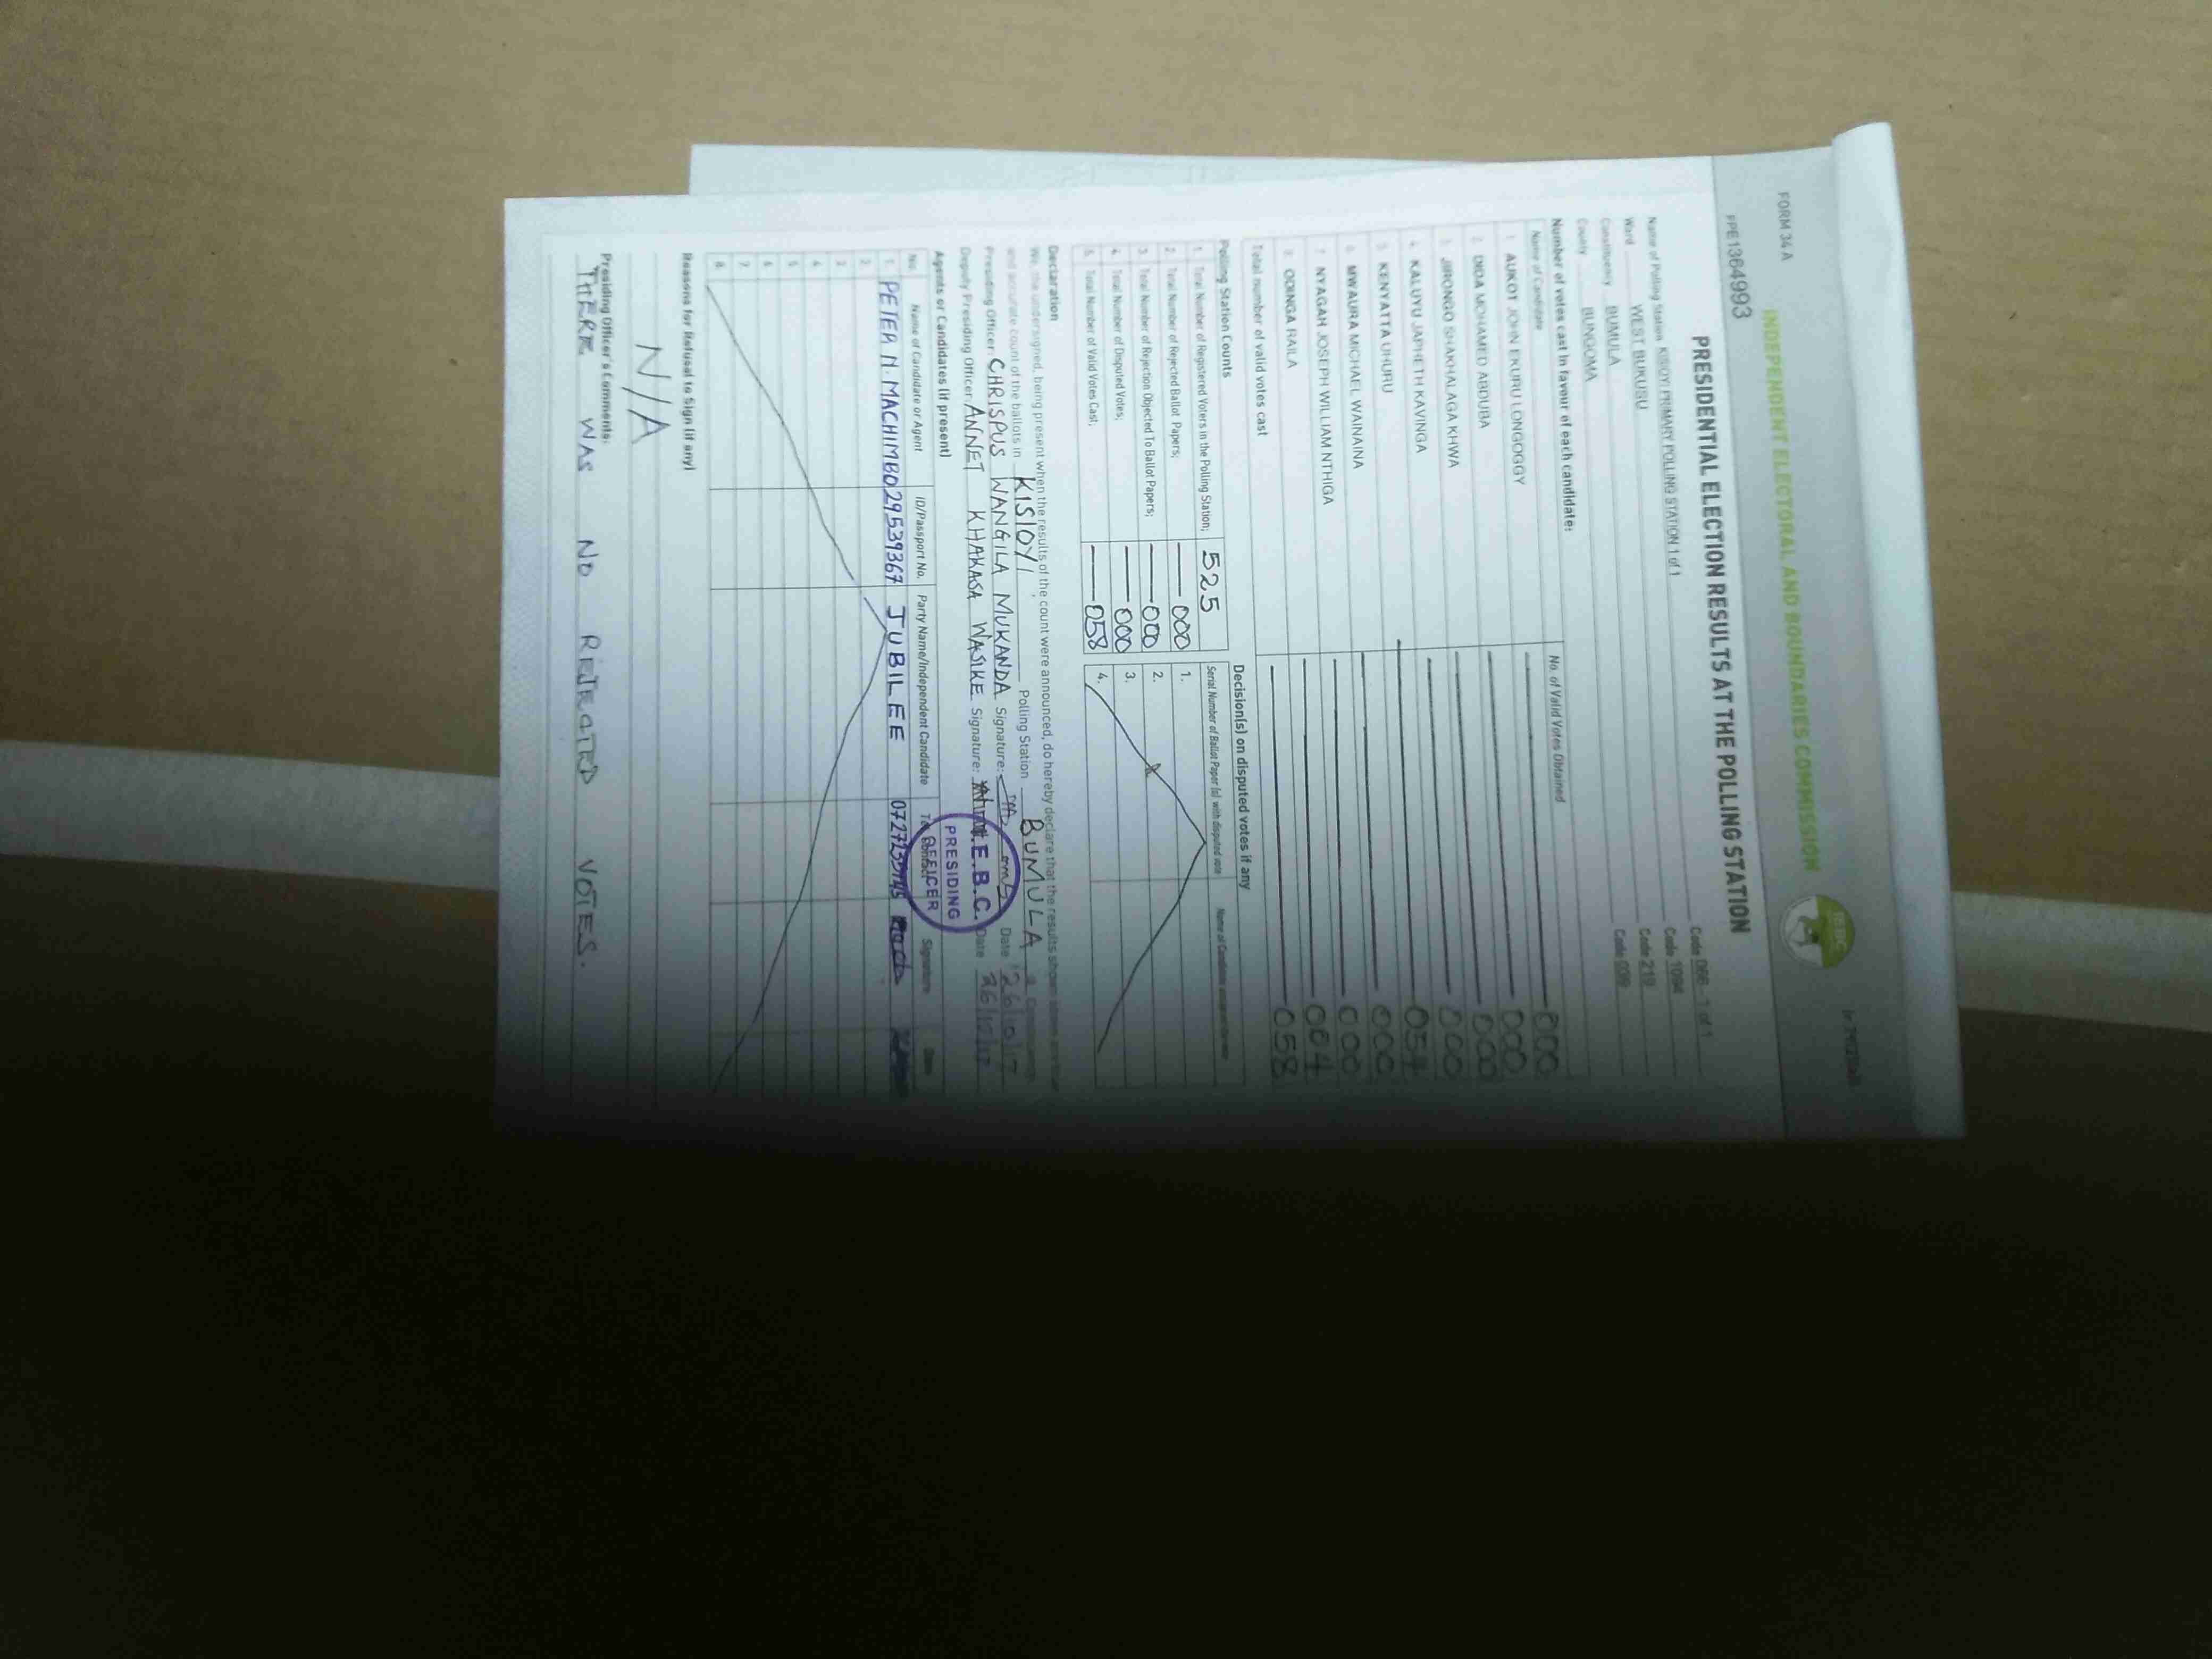 FORM 34 A
INDEPENDENT ELECTORAL AND BOUNDARIES COMMISSION
IEBC
PPE1364993
PRESIDENTIAL ELECTION RESULTS AT THE POLLING STATION
Name of Polling Station KISIOYI PRIMARY POLLING STATION 1 of 1 Code 066 - 1 of 1
Ward WEST BUKUSU Code 1094
Constituency BUMULA Code 219
County BUNGOMA Code 039
Number of votes cast in favour of each candidate:
Name of Candidate No. of Valid Votes Obtained
1. AUKOT JOHN EKURU LONGOGGY 000
2. DIDA MOHAMED ABDUBA 000
3. JIRONGO SHAKHALAGA KHWA 000
4. KALUYU JAPHETH KAVINGA 000
5. KENYATTA UHURU 054
6. MWAURA MICHAEL WAINAINA 000
7. NYAGAH JOSEPH WILLIAM NTHIGA 000
8. ODINGA RAILA 004
Total number of valid votes cast 058
Polling Station Counts
1. Total Number of Registered Voters in the Polling Station; 525
2. Total Number of Rejected Ballot Papers; 000
3. Total Number of Rejection Objected To Ballot Papers; 000
4. Total Number of Disputed Votes; 000
5. Total Number of Valid Votes Cast; 058
Decision(s) on disputed votes if any
Serial Number of Ballot Paper (s) with disputed vote Name of Candidate
1.
2.
3.
4.
Declaration
We, the undersigned, being present when the results of the count were announced, do hereby declare that the results shown above are true
and accurate count of the ballots in KISIOYI Polling Station BUMULA Constituency
Presiding Officer: CHRISPUS WANGILA MUKANDA Signature: Date 26/10/17
Deputy Presiding Officer: ANNET KHAKASA WASIKE Signature: Date 26/10/17
I.E.B.C.
PRESIDING
OFFICER
Agents or Candidates (if present)
No. Name of Candidate or Agent ID/Passport No. Party Name/Independent Candidate Tel Contact Signature Date
1. PETER N. MACHIMBO 29539367 JUBILEE
2.
3.
4.
5.
6.
7.
8.
Reasons for Refusal to Sign (if any)
N/A
Presiding Officer's Comments:
THERE WAS NO REJECTED VOTES.